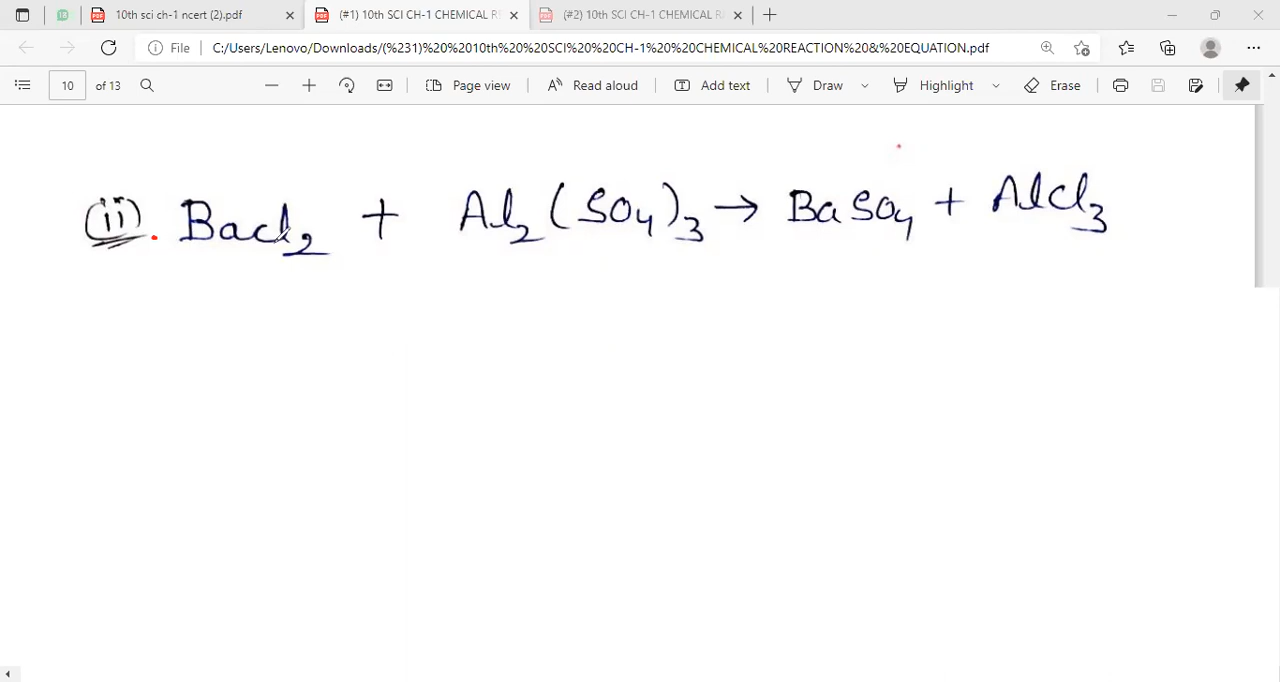 10th sci ch-1 ncert (2).pdf
(#1) 10th SCI CH-1 CHEMICAL RE
(#2) 10th SCI CH-1 CHEMICAL RE
File C:/Users/Lenovo/Downloads/(%231)%20%2010th%20%20SCI%20%20CH-1%20%20CHEMICAL%20REACTION%20&%20EQUATION.pdf
10 of 13 Page view Read aloud Add text Draw Highlight Erase
(ii). Bacl2 + Al2(SO4)3 → BaSO4 + AlCl3